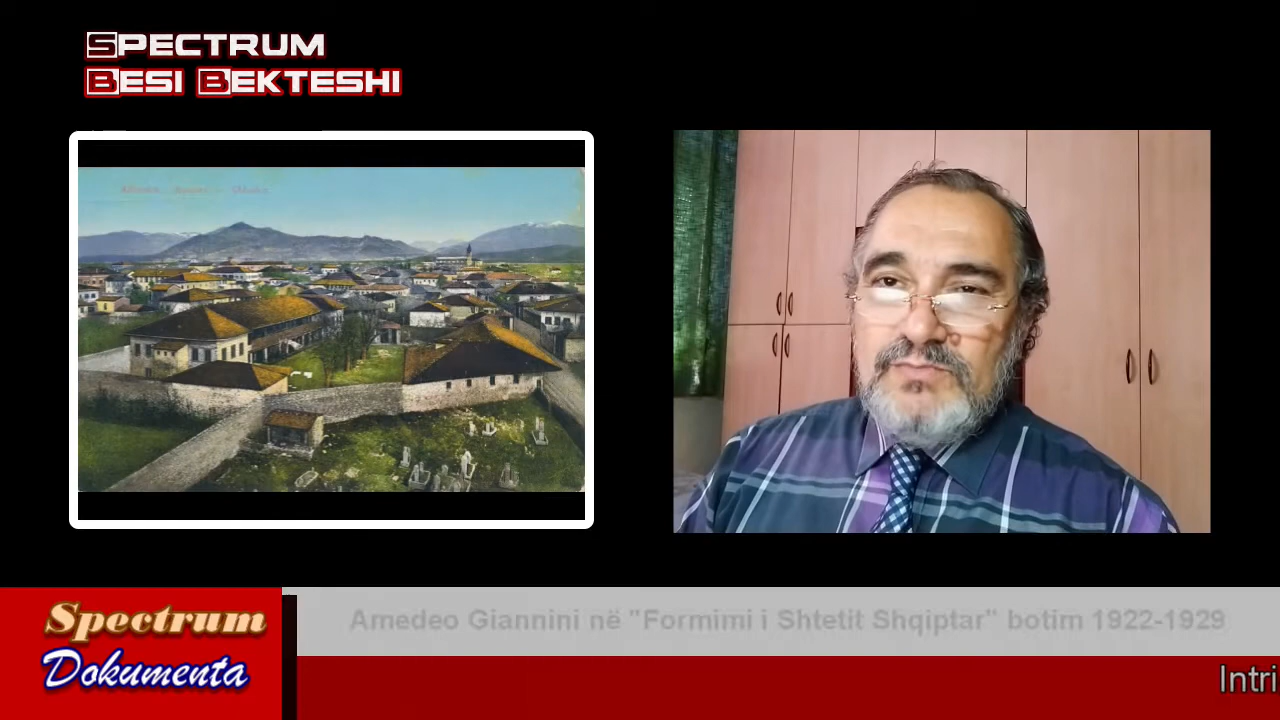 SPECTRUM
BESI BEKTESHI
Spectrum
Dokumenta
Amedeo Giannini në "Formimi i Shtetit Shqiptar" botim 1922-1929
Intri